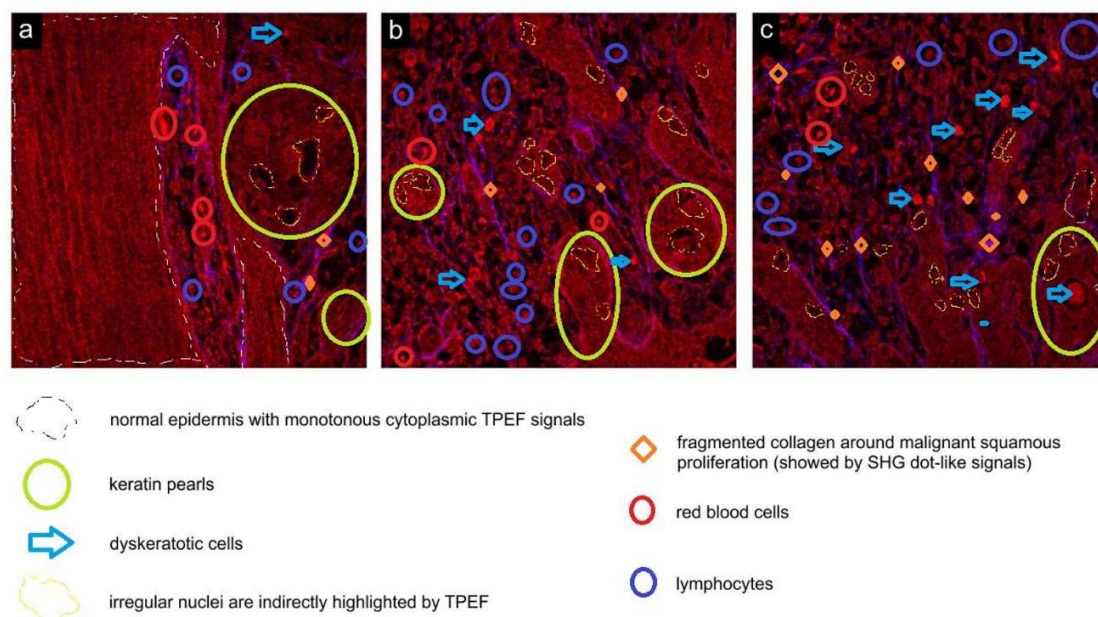 a
b
c
normal epidermis with monotonous cytoplasmic TPEF signals
keratin pearls
dyskeratotic cells
irregular nuclei are indirectly highlighted by TPEF
fragmented collagen around malignant squamous
proliferation (showed by SHG dot-like signals)
red blood cells
lymphocytes